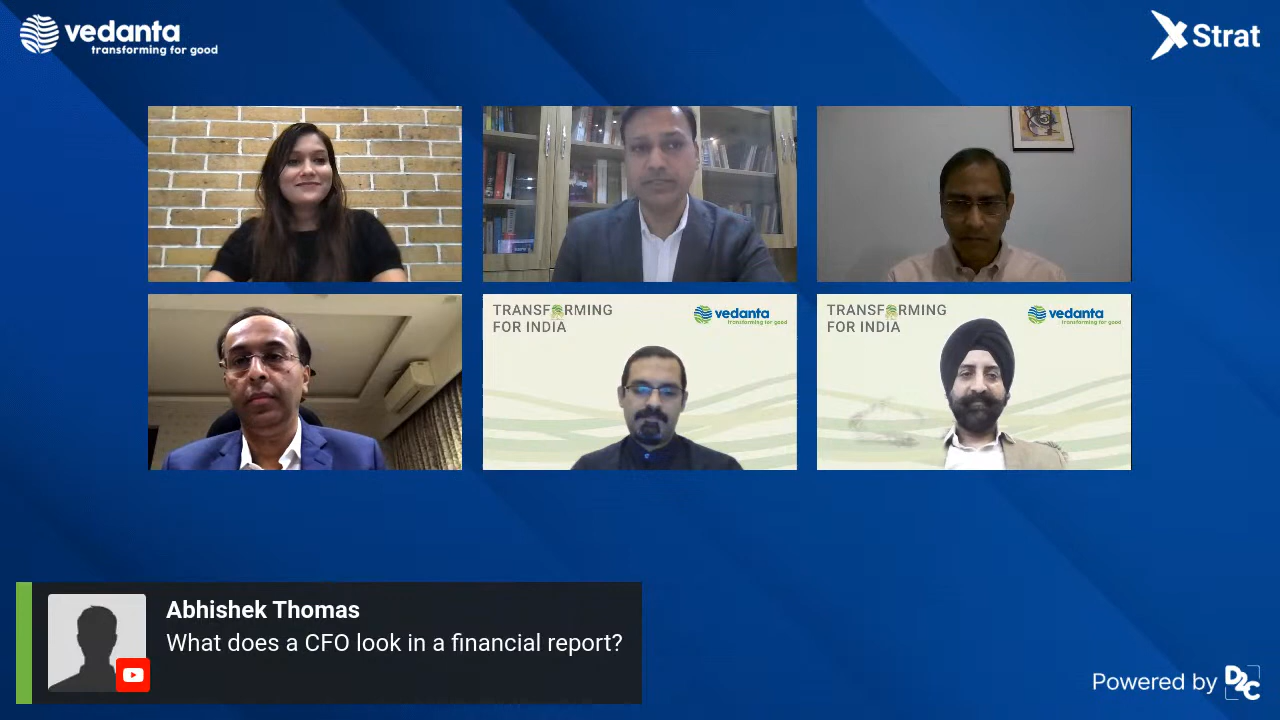 vedanta
transforming for good
Strat
TRANSFORMING
FOR INDIA
vedanta
transforming for good
TRANSFORMING
FOR INDIA
vedanta
transforming for good
Abhishek Thomas
What does a CFO look in a financial report?
Powered by D2C